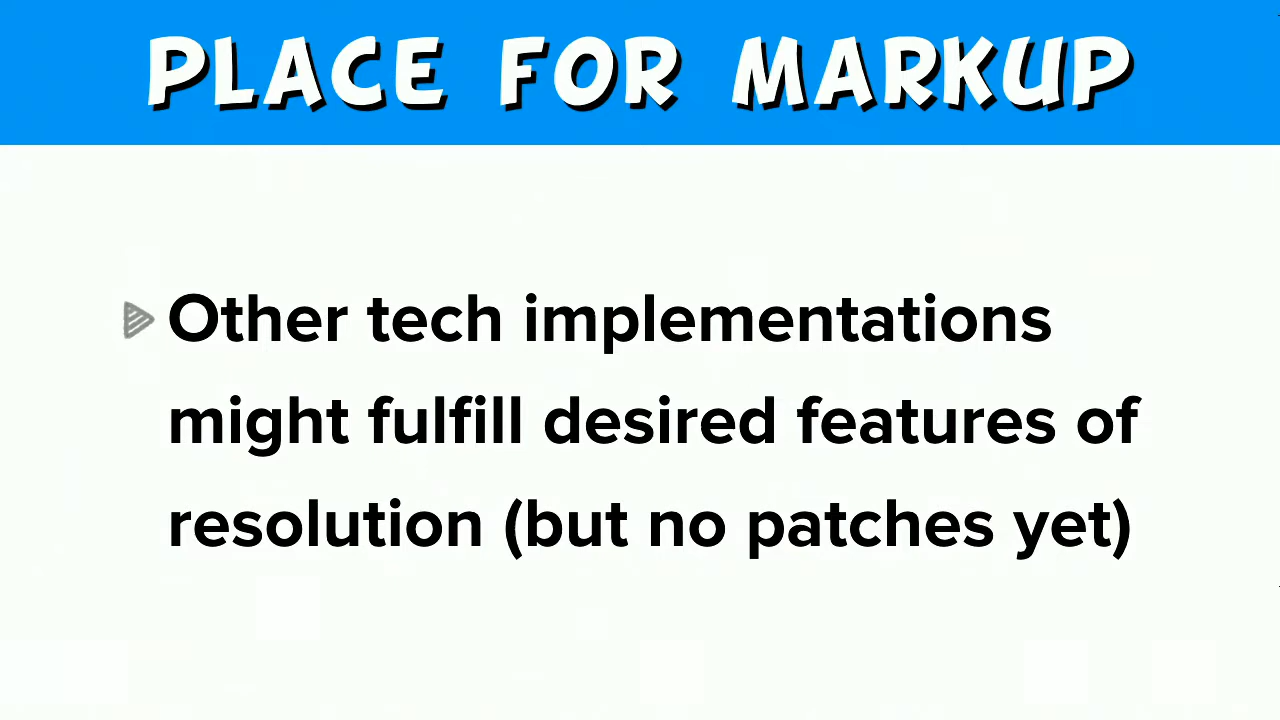 PLACE FOR MARKUP
Other tech implementations
might fulfill desired features of
resolution (but no patches yet)